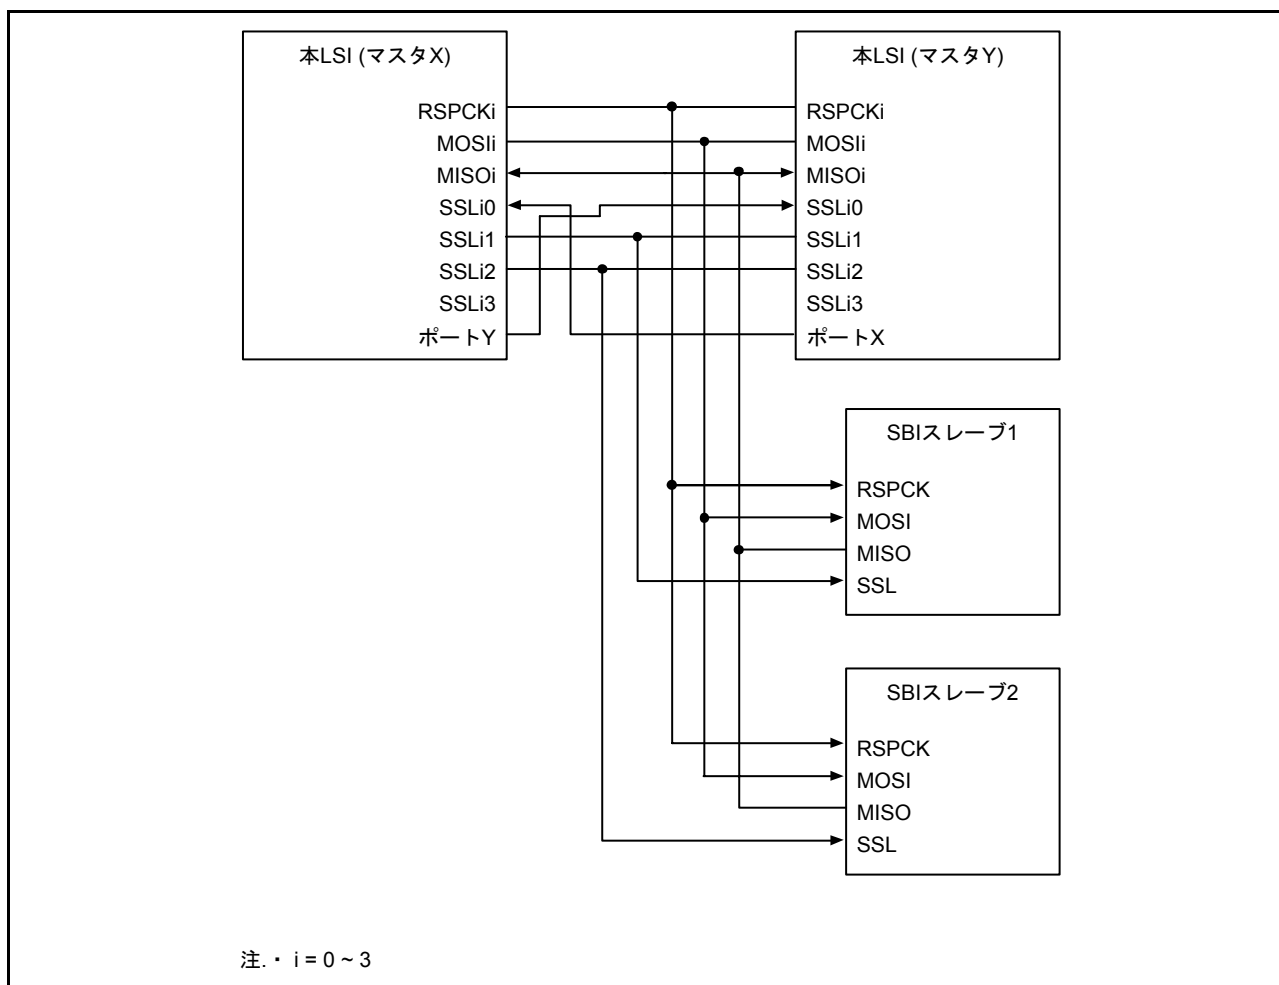 本LSI (マスタX)
RSPCKi
MOSIi
MISOi
SSLi0
SSLi1
SSLi2
SSLi3
ポートY
本LSI (マスタY)
RSPCKi
MOSIi
MISOi
SSLi0
SSLi1
SSLi2
SSLi3
ポートX
SBIスレーブ1
RSPCK
MOSI
MISO
SSL
SBIスレーブ2
RSPCK
MOSI
MISO
SSL
注.・ i = 0 ~ 3